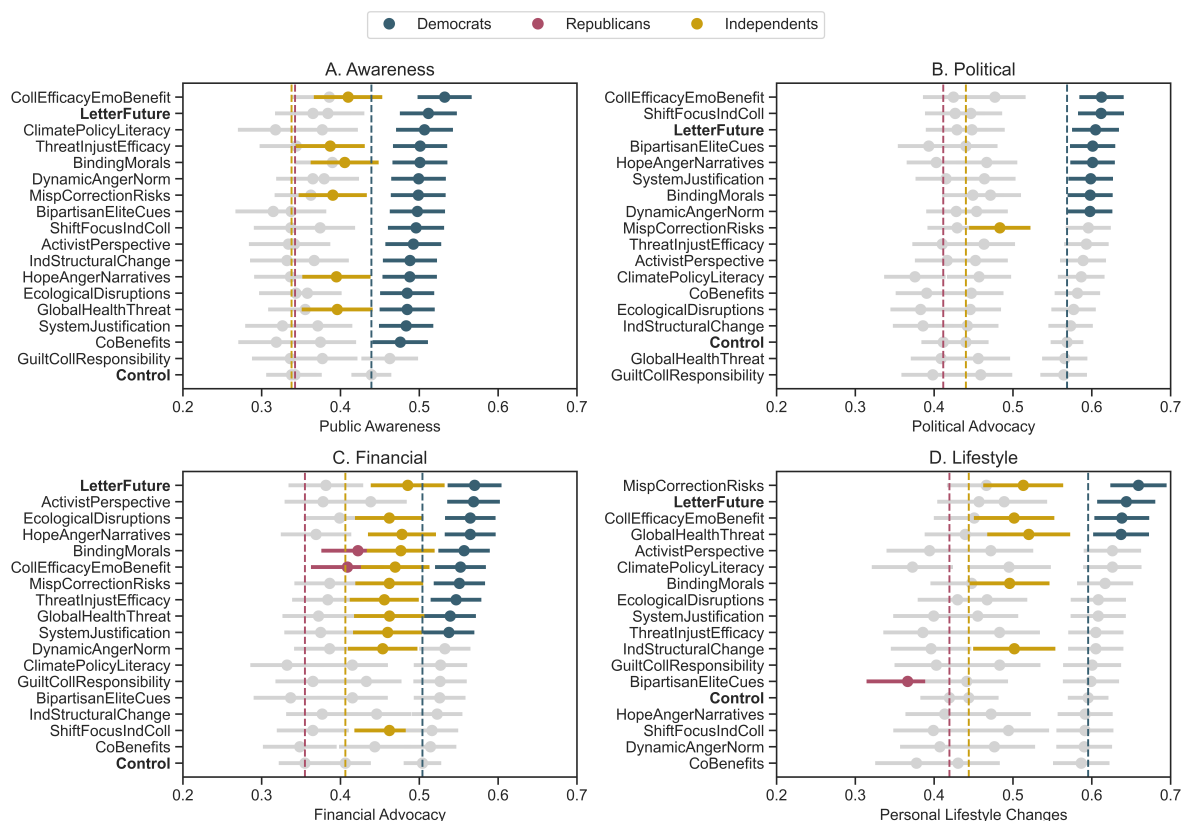 Democrats Republicans Independents
A. Awareness
CollEfficacyEmoBenefit
LetterFuture
ClimatePolicyLiteracy
ThreatInjustEfficacy
BindingMorals
DynamicAngerNorm
MispCorrectionRisks
BipartisanEliteCues
ShiftFocusIndColl
ActivistPerspective
IndStructuralChange
HopeAngerNarratives
EcologicalDisruptions
GlobalHealthThreat
SystemJustification
CoBenefits
GuiltCollResponsibility
Control
0.2 0.3 0.4 0.5 0.6 0.7
Public Awareness
B. Political
CollEfficacyEmoBenefit
ShiftFocusIndColl
LetterFuture
BipartisanEliteCues
HopeAngerNarratives
SystemJustification
BindingMorals
DynamicAngerNorm
MispCorrectionRisks
ThreatInjustEfficacy
ActivistPerspective
ClimatePolicyLiteracy
CoBenefits
EcologicalDisruptions
IndStructuralChange
Control
GlobalHealthThreat
GuiltCollResponsibility
0.2 0.3 0.4 0.5 0.6 0.7
Political Advocacy
C. Financial
LetterFuture
ActivistPerspective
EcologicalDisruptions
HopeAngerNarratives
BindingMorals
CollEfficacyEmoBenefit
MispCorrectionRisks
ThreatInjustEfficacy
GlobalHealthThreat
SystemJustification
DynamicAngerNorm
ClimatePolicyLiteracy
GuiltCollResponsibility
BipartisanEliteCues
IndStructuralChange
ShiftFocusIndColl
CoBenefits
Control
0.2 0.3 0.4 0.5 0.6 0.7
Financial Advocacy
D. Lifestyle
MispCorrectionRisks
LetterFuture
CollEfficacyEmoBenefit
GlobalHealthThreat
ActivistPerspective
ClimatePolicyLiteracy
BindingMorals
EcologicalDisruptions
SystemJustification
ThreatInjustEfficacy
IndStructuralChange
GuiltCollResponsibility
BipartisanEliteCues
Control
HopeAngerNarratives
ShiftFocusIndColl
DynamicAngerNorm
CoBenefits
0.2 0.3 0.4 0.5 0.6 0.7
Personal Lifestyle Changes